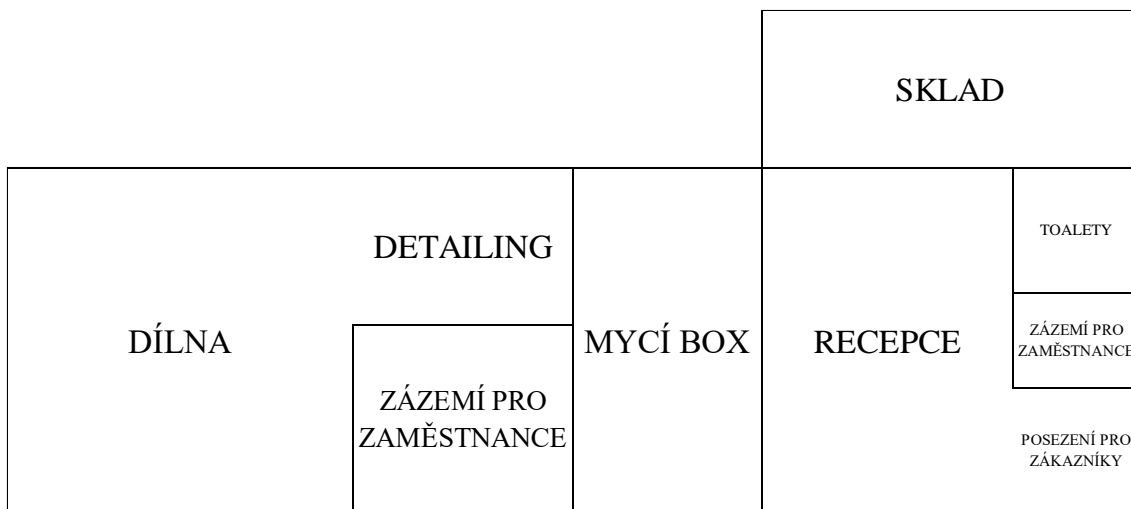 SKLAD
DETAILING
TOALETY
DÍLNA
MYCÍ BOX
RECEPCE
ZÁZEMÍ PRO
ZAMĚSTNANCE
ZÁZEMÍ PRO
ZAMĚSTNANCE
POSEZENÍ PRO
ZÁKAZNÍKY